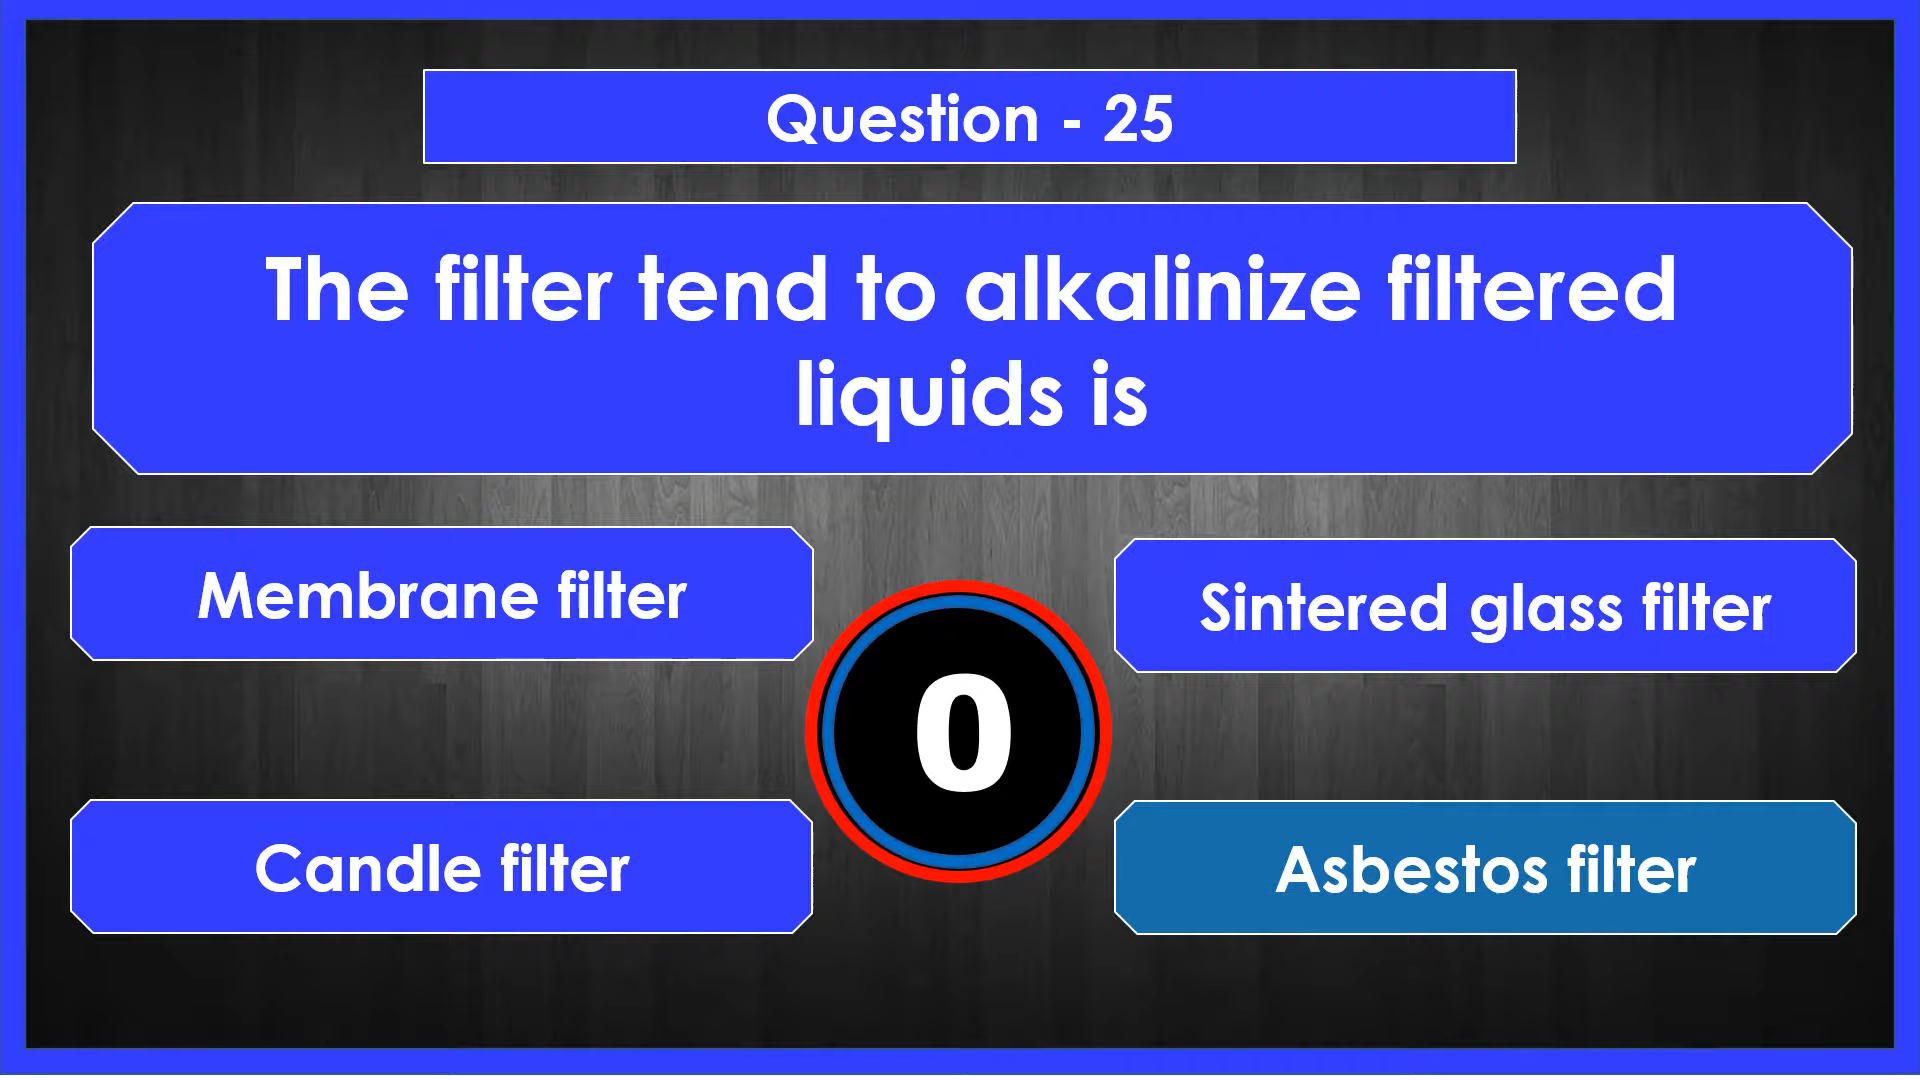 Question - 25
The filter tend to alkalinize filtered
liquids is
Membrane filter
Sintered glass filter
0
Candle filter
Asbestos filter